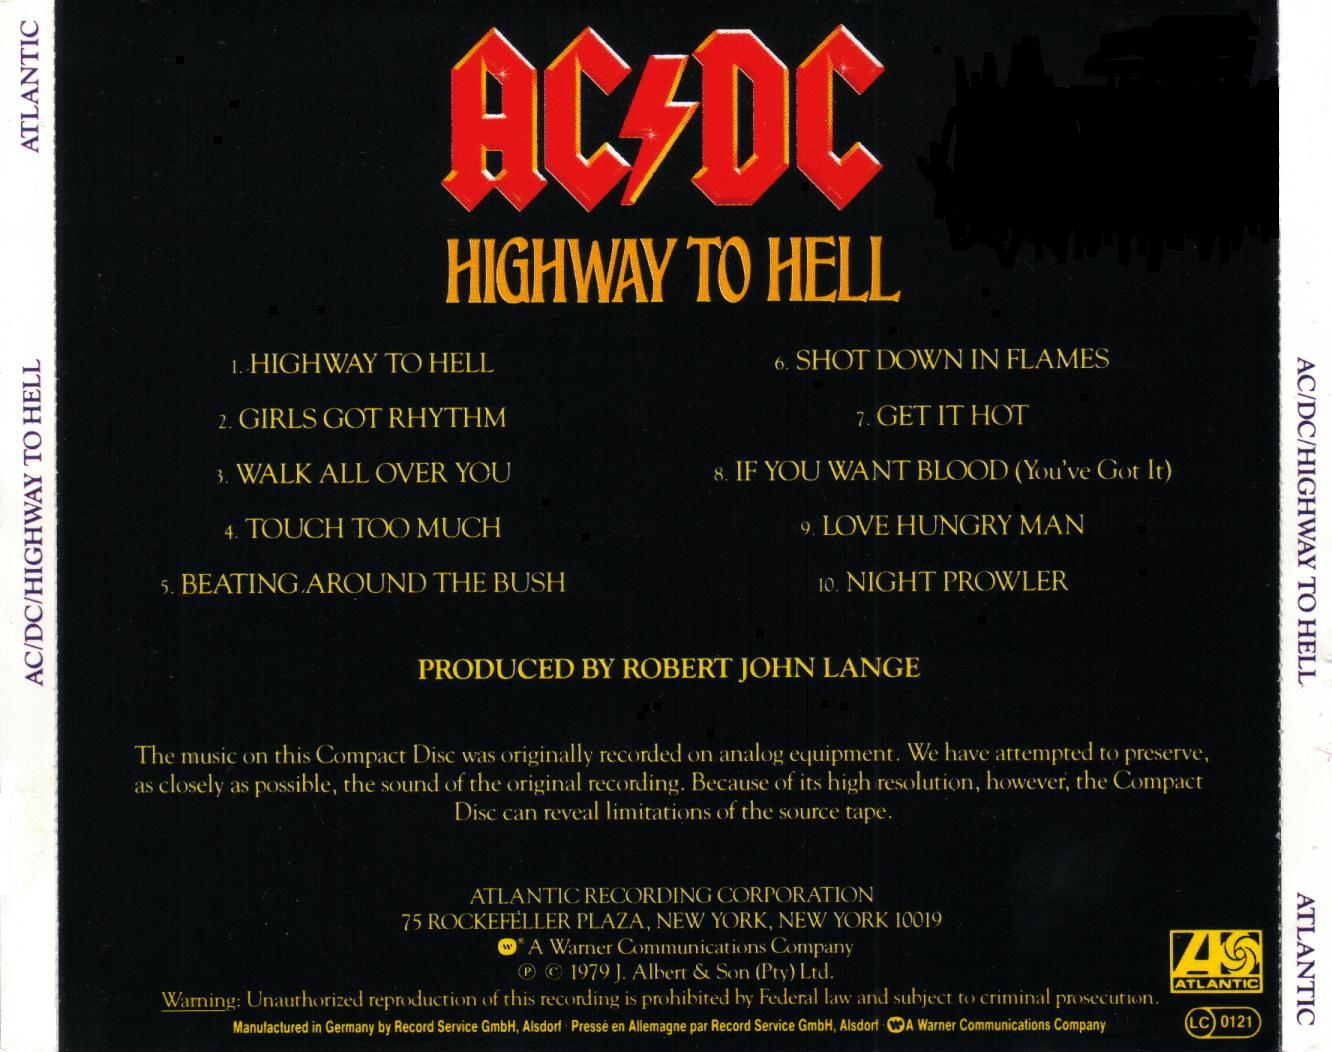 AC/DC
HIGHWAY TO HELL
1. HIGHWAY TO HELL
2. GIRLS GOT RHYTHM
3. WALK ALL OVER YOU
4. TOUCH TOO MUCH
5. BEATING AROUND THE BUSH
6. SHOT DOWN IN FLAMES
7. GET IT HOT
8. IF YOU WANT BLOOD (You've Got It)
9. LOVE HUNGRY MAN
10. NIGHT PROWLER
PRODUCED BY ROBERT JOHN LANGE
The music on this Compact Disc was originally recorded on analog equipment. We have attempted to preserve,
as closely as possible, the sound of the original recording. Because of its high resolution, however, the Compact
Disc can reveal limitations of the source tape.
ATLANTIC RECORDING CORPORATION
75 ROCKEFELLER PLAZA, NEW YORK, NEW YORK 10019
W® A Warner Communications Company
℗ © 1979 J. Albert & Son (Pty) Ltd.
Warning: Unauthorized reproduction of this recording is prohibited by Federal law and subject to criminal prosecution.
Manufactured in Germany by Record Service GmbH, Alsdorf · Pressé en Allemagne par Record Service GmbH, Alsdorf · W A Warner Communications Company
ATLANTIC
LC 0121
ATLANTIC
AC/DC/HIGHWAY TO HELL
AC/DC/HIGHWAY TO HELL
ATLANTIC